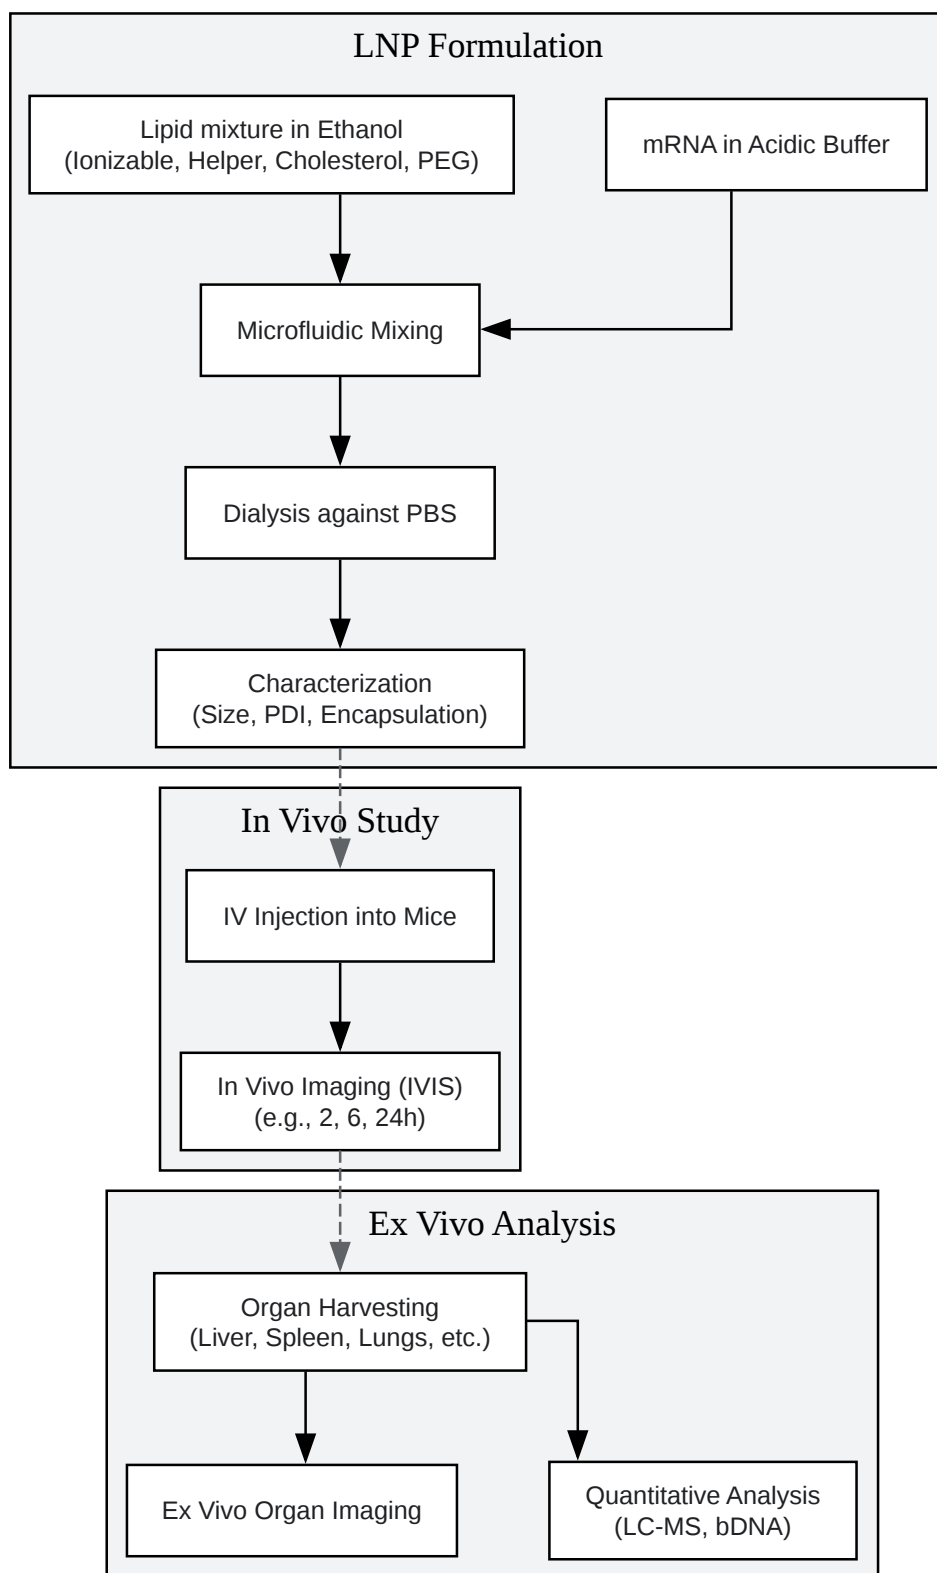 LNP Formulation
Lipid mixture in Ethanol
(Ionizable, Helper, Cholesterol, PEG)
mRNA in Acidic Buffer
Microfluidic Mixing
Dialysis against PBS
Characterization
(Size, PDI, Encapsulation)
In Vivo Study
IV Injection into Mice
In Vivo Imaging (IVIS)
(e.g., 2, 6, 24h)
Ex Vivo Analysis
Organ Harvesting
(Liver, Spleen, Lungs, etc.)
Ex Vivo Organ Imaging
Quantitative Analysis
(LC-MS, bDNA)